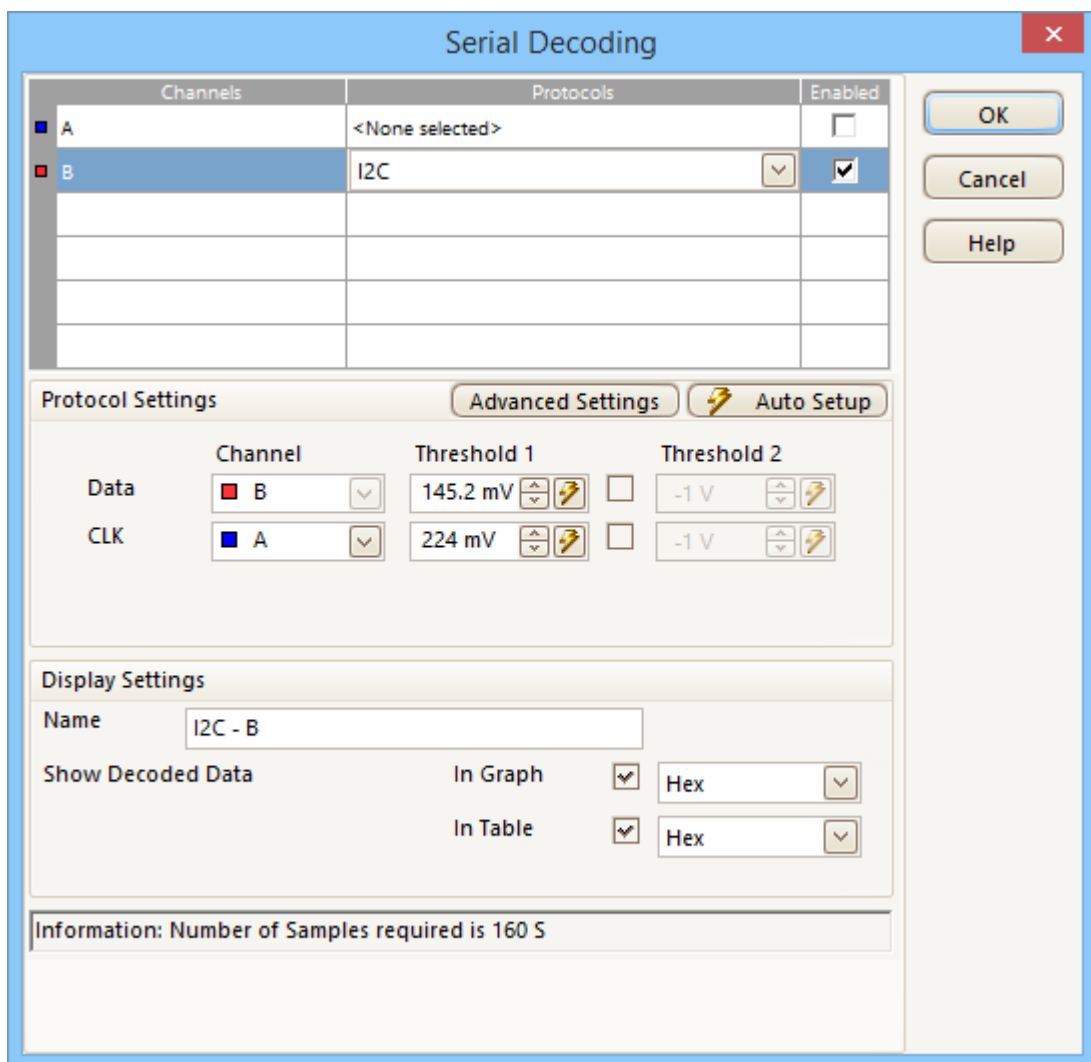 Serial Decoding
Channels Protocols Enabled
A <None selected>
B I2C
OK
Cancel
Help
Protocol Settings Advanced Settings Auto Setup
Channel Threshold 1 Threshold 2
Data B 145.2 mV -1 V
CLK A 224 mV -1 V
Display Settings
Name I2C - B
Show Decoded Data In Graph Hex
In Table Hex
Information: Number of Samples required is 160 S